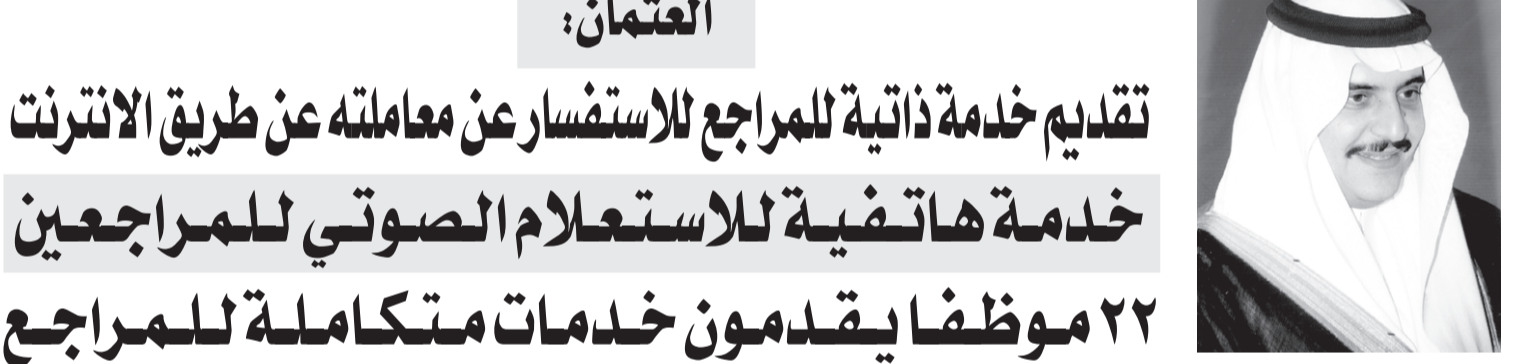 العثمان:
تقديم خدمة ذاتية للمراجع للاستفسار عن معاملته عن طريق الانترنت
خدمة هاتفية للاستعلام الصوتي للمراجعين
٢٢ موظفا يقدمون خدمات متكاملة للمراجع